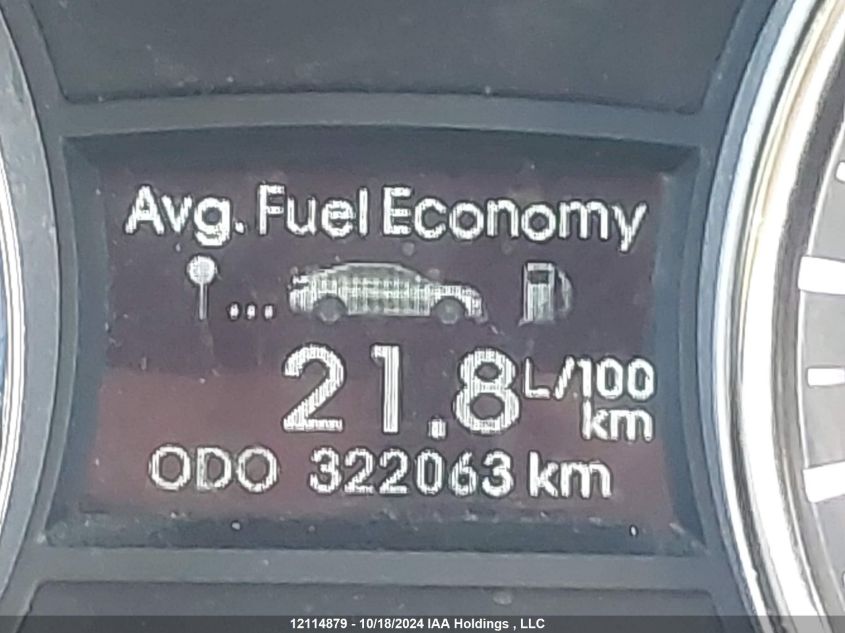 Avg. Fuel Economy
21.8 L/100 km
ODO 322063 km
12114879 - 10/18/2024 IAA Holdings , LLC